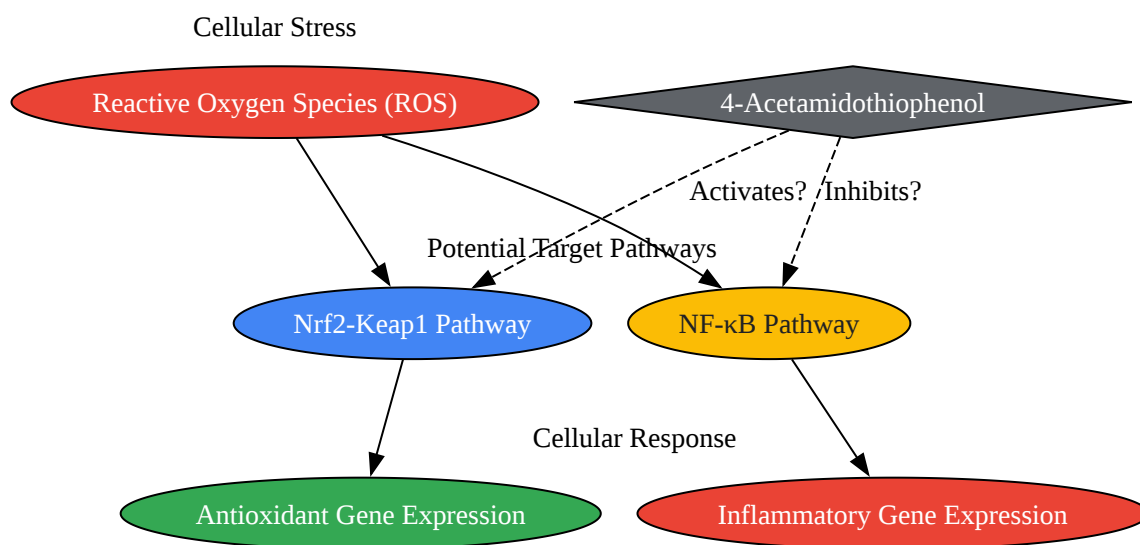 Cellular Stress
Reactive Oxygen Species (ROS)
4-Acetamidothiophenol
Activates?
Inhibits?
Potential Target Pathways
Nrf2-Keap1 Pathway
NF-κB Pathway
Cellular Response
Antioxidant Gene Expression
Inflammatory Gene Expression